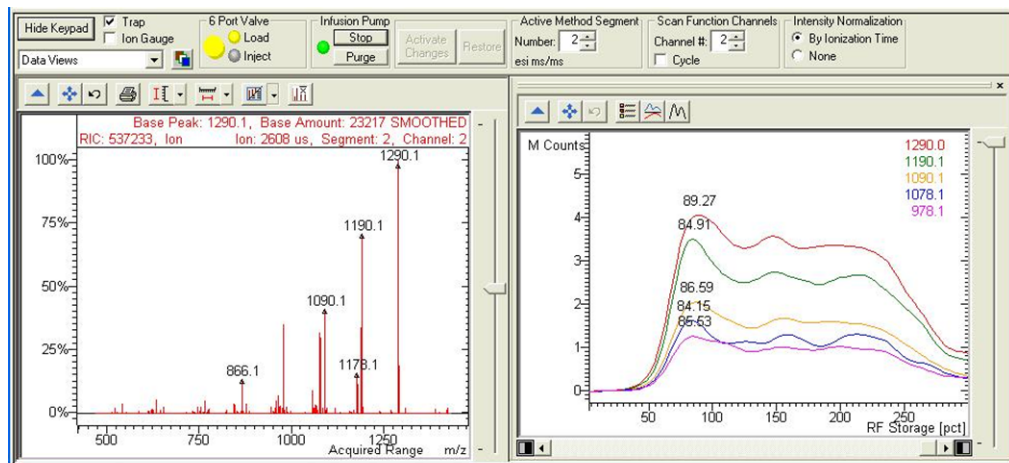 Hide Keypad
Trap
Ion Gauge
Data Views
6 Port Valve
Load
Inject
Infusion Pump
Stop
Purge
Activate
Changes
Restore
Active Method Segment
Number: 2
esi ms/ms
Scan Function Channels
Channel #: 2
Cycle
Intensity Normalization
By Ionization Time
None
Base Peak: 1290.1, Base Amount: 23217 SMOOTHED
RIC: 537233, Ion Ion: 2608 us, Segment: 2, Channel: 2
1290.1
100%
75%
1190.1
50%
1090.1
25%
1178.1
866.1
0%
500 750 1000 1250
Acquired Range m/z
M Counts
1290.0
1190.1
1090.1
1078.1
978.1
5
4
3
2
1
0
89.27
84.91
86.59
84.15
85.53
50 100 150 200 250
RF Storage [pct]